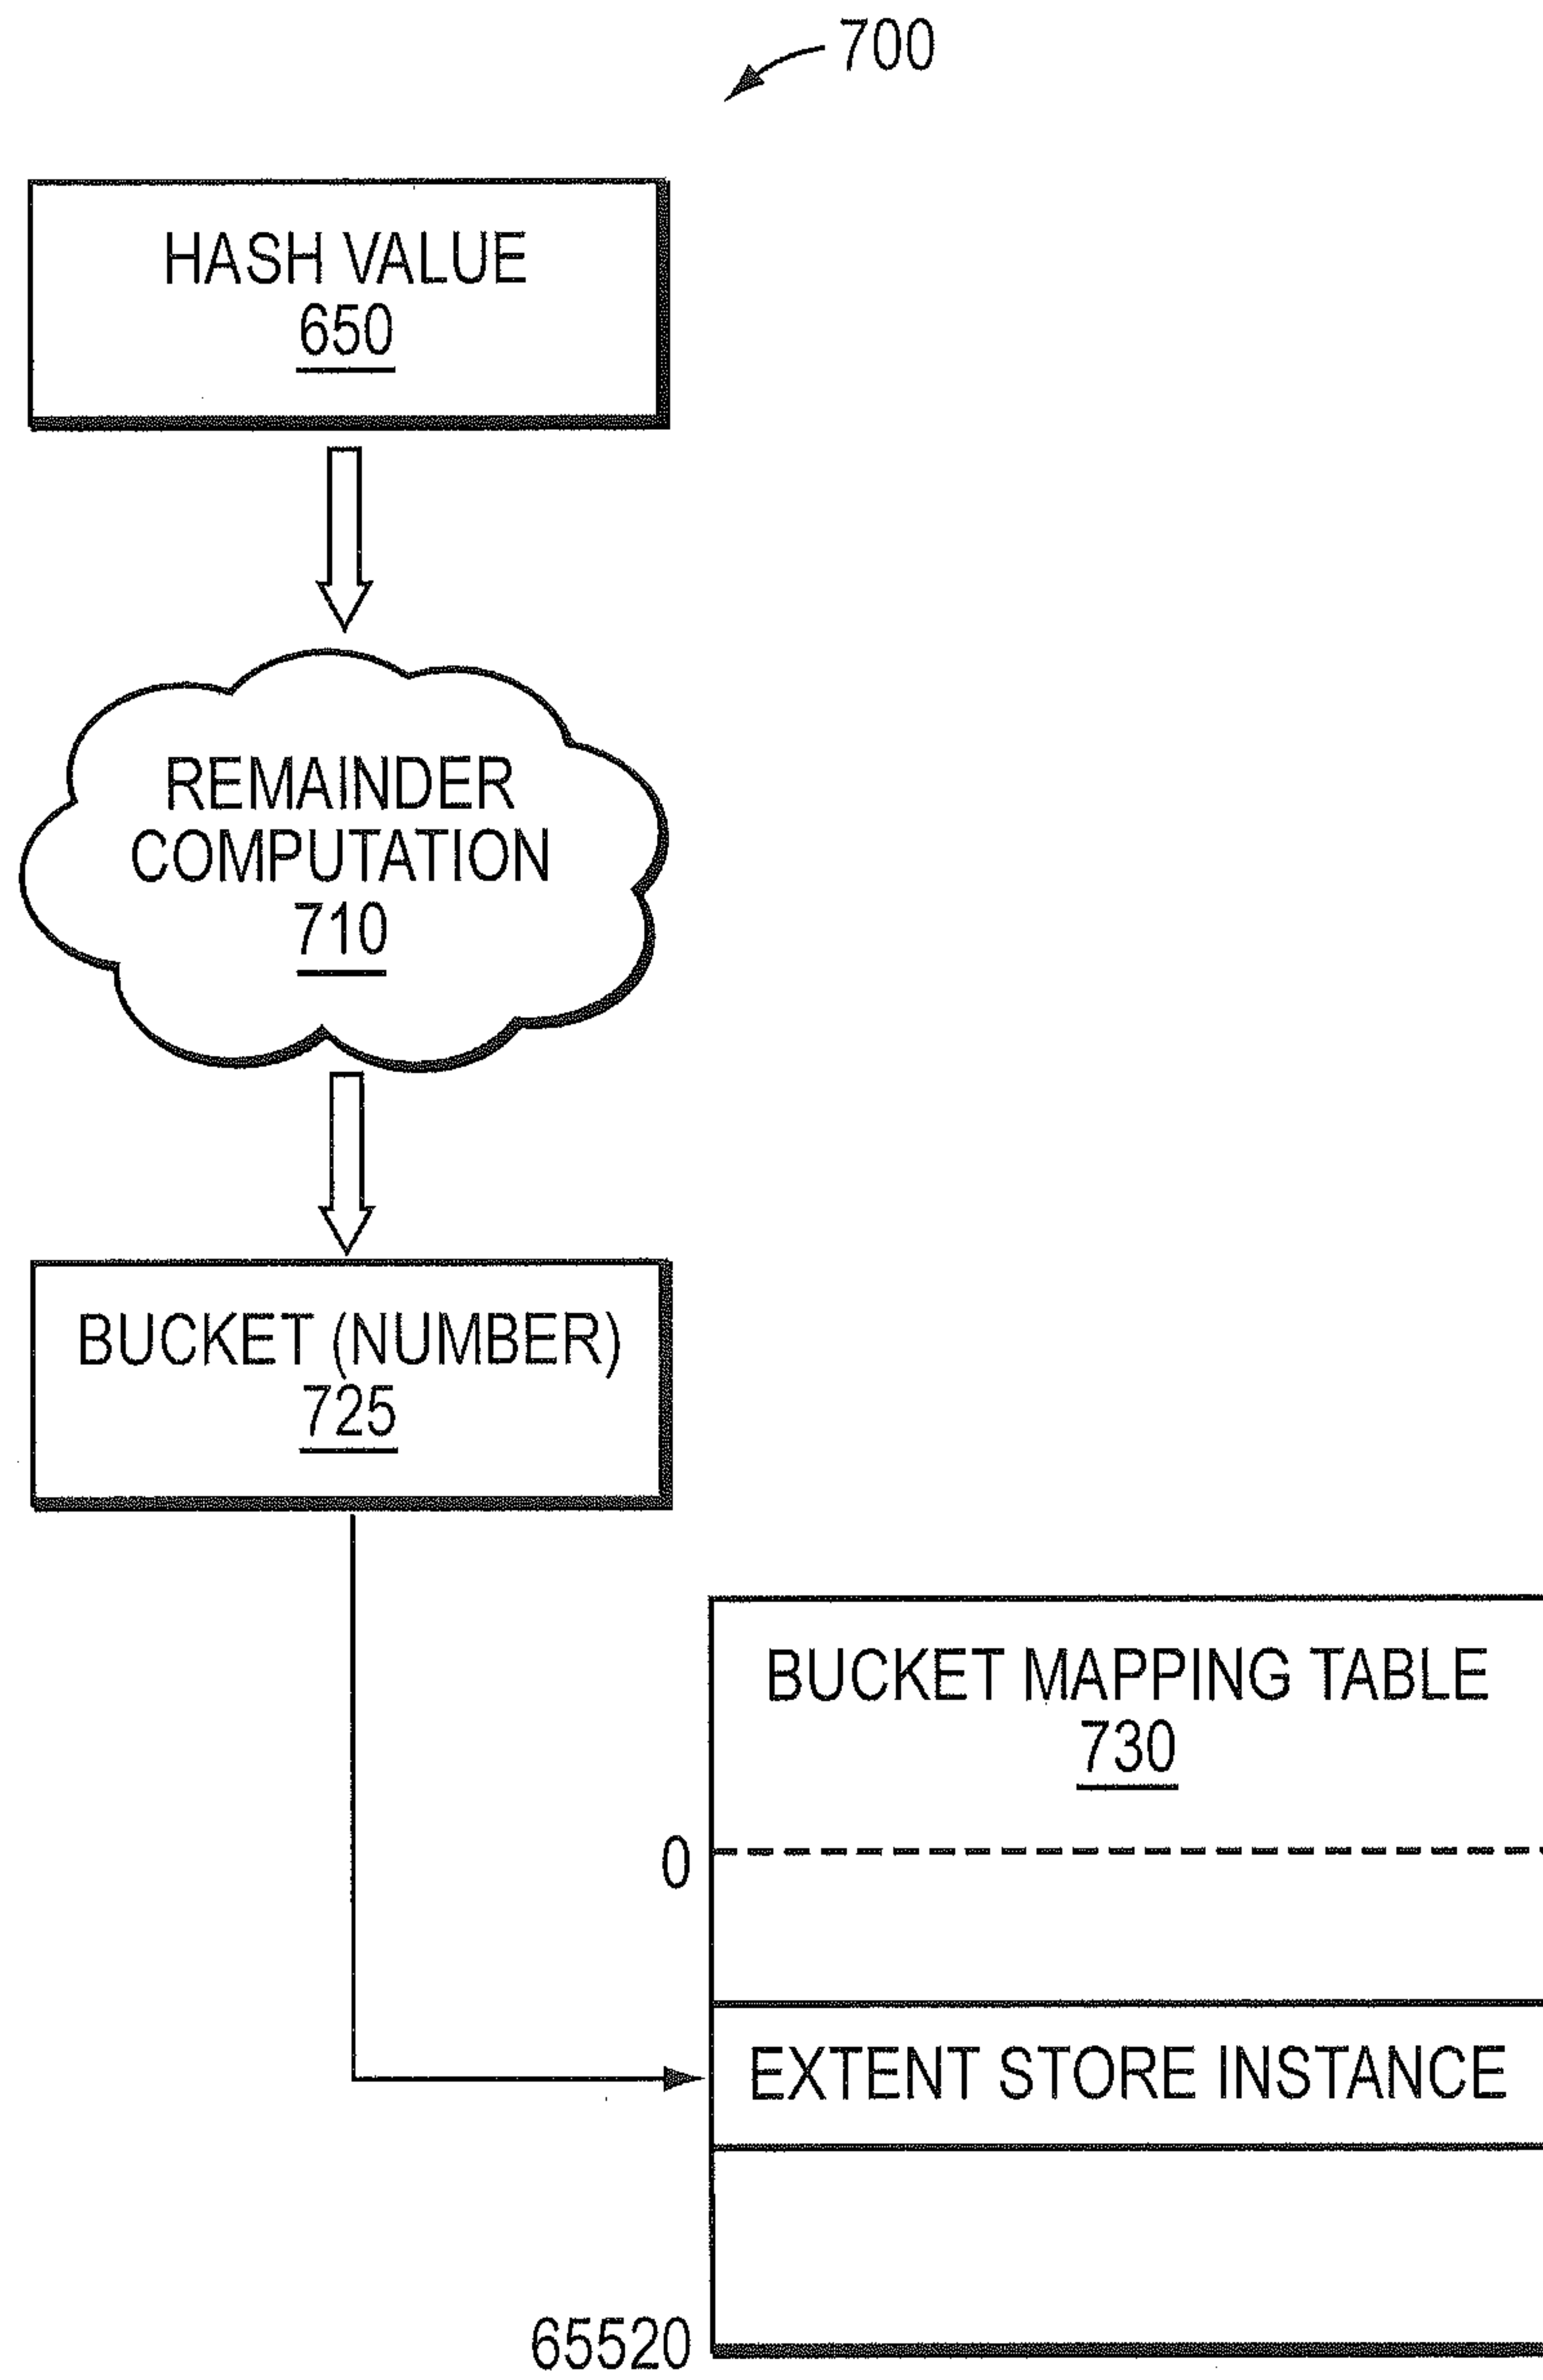 700
HASH VALUE
650
REMAINDER
COMPUTATION
710
BUCKET (NUMBER)
725
BUCKET MAPPING TABLE
730
0
EXTENT STORE INSTANCE
65520